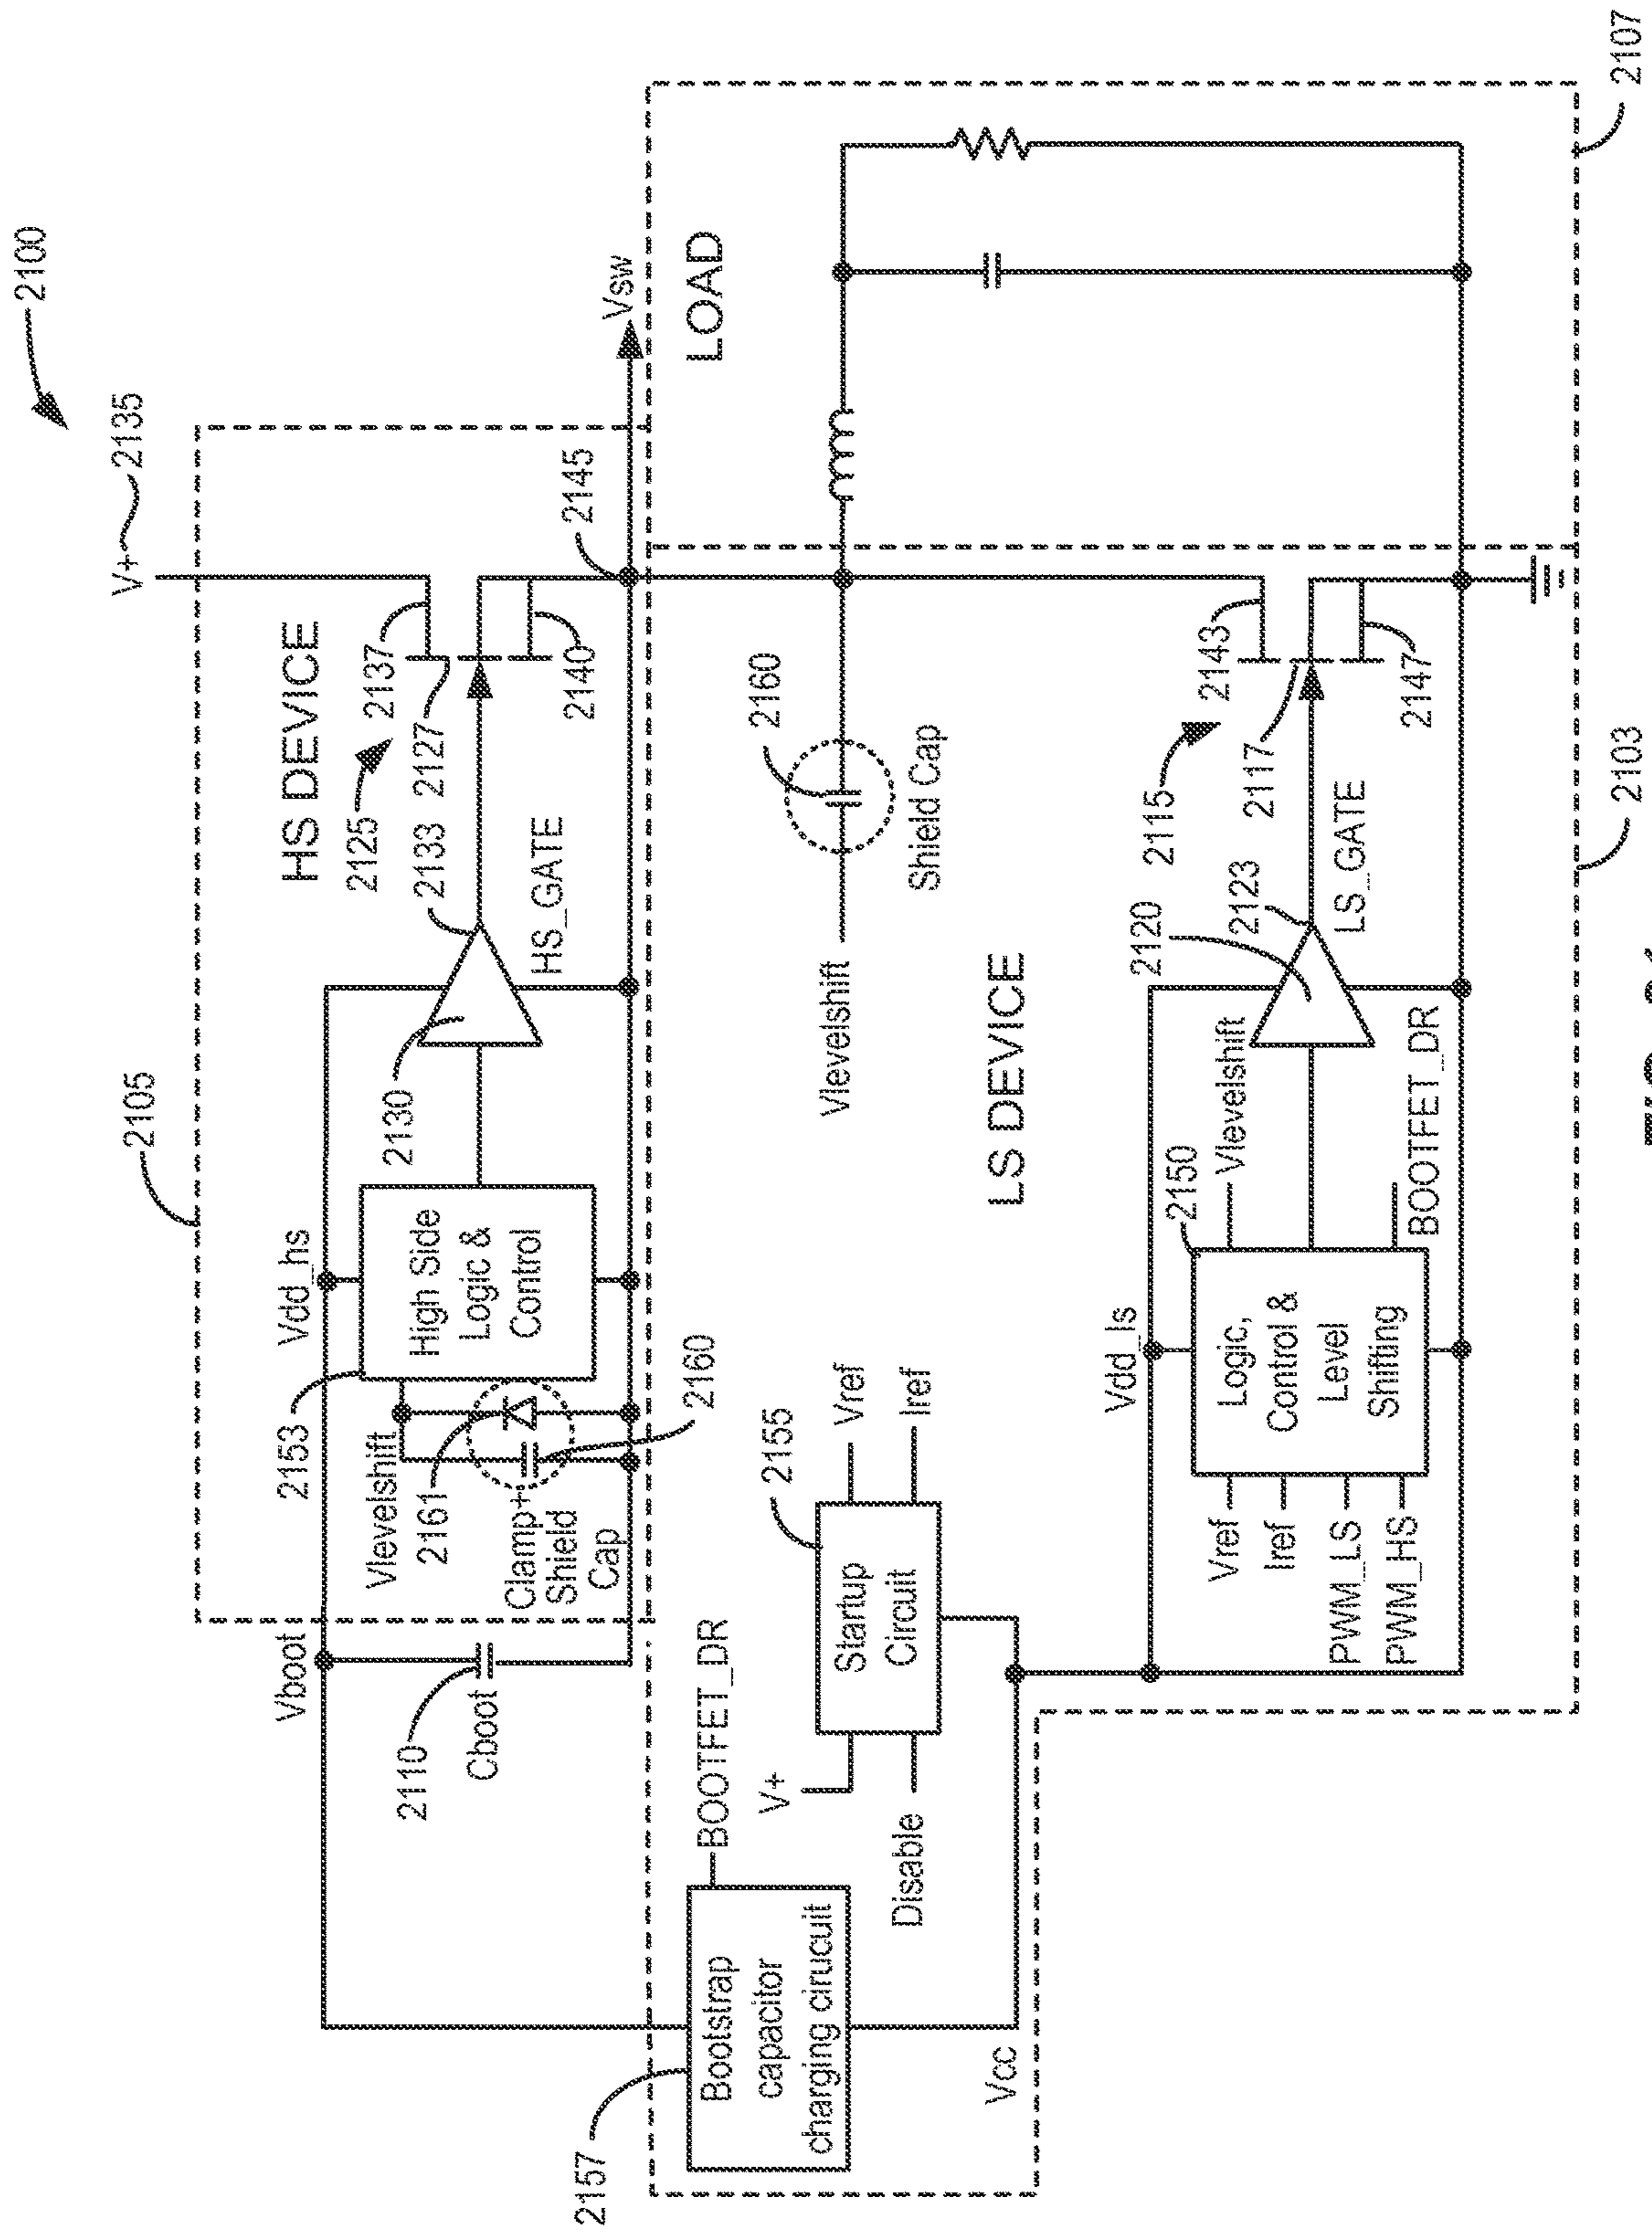 2100
V+
2135
2105
HS DEVICE
2125
2137
2127
2133
2130
HS_GATE
2140
2145
Vsw
Vdd_hs
High Side
Logic &
Control
2153
Vlevelshift
2161
Clamp+
Shield
Cap
2160
Vboot
2110
Cboot
LOAD
2107
2160
Shield Cap
Vlevelshift
LS DEVICE
2157
Bootstrap
capacitor
charging cirucuit
BOOTFET_DR
Vcc
V+
Disable
Startup
Circuit
2155
Vref
Iref
Vdd_ls
2150
Logic,
Control &
Level
Shifting
Vref
Iref
PWM_LS
PWM_HS
Vlevelshift
BOOTFET_DR
2120
2123
LS_GATE
2115
2117
2143
2147
2103